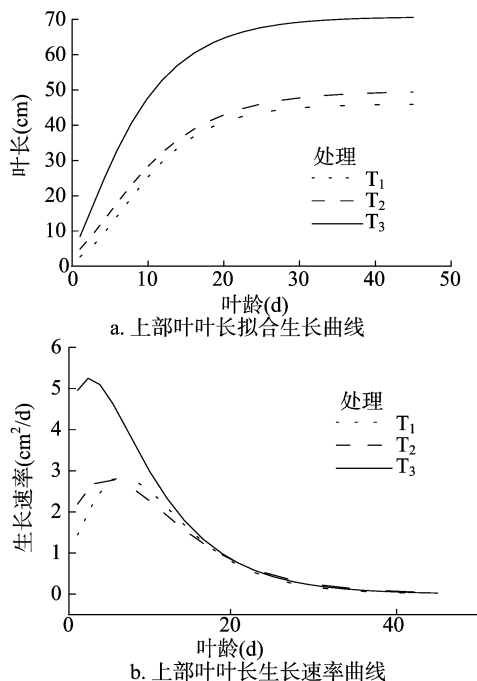 70
60
50
40
30
20
10
0
叶长(cm)
处理
T₁
T₂
T₃
0 10 20 30 40 50
叶龄(d)
a. 上部叶叶长拟合生长曲线
6
5
4
3
2
1
0
生长速率(cm²/d)
处理
T₁
T₂
T₃
0 20 40
叶龄(d)
b. 上部叶叶长生长速率曲线